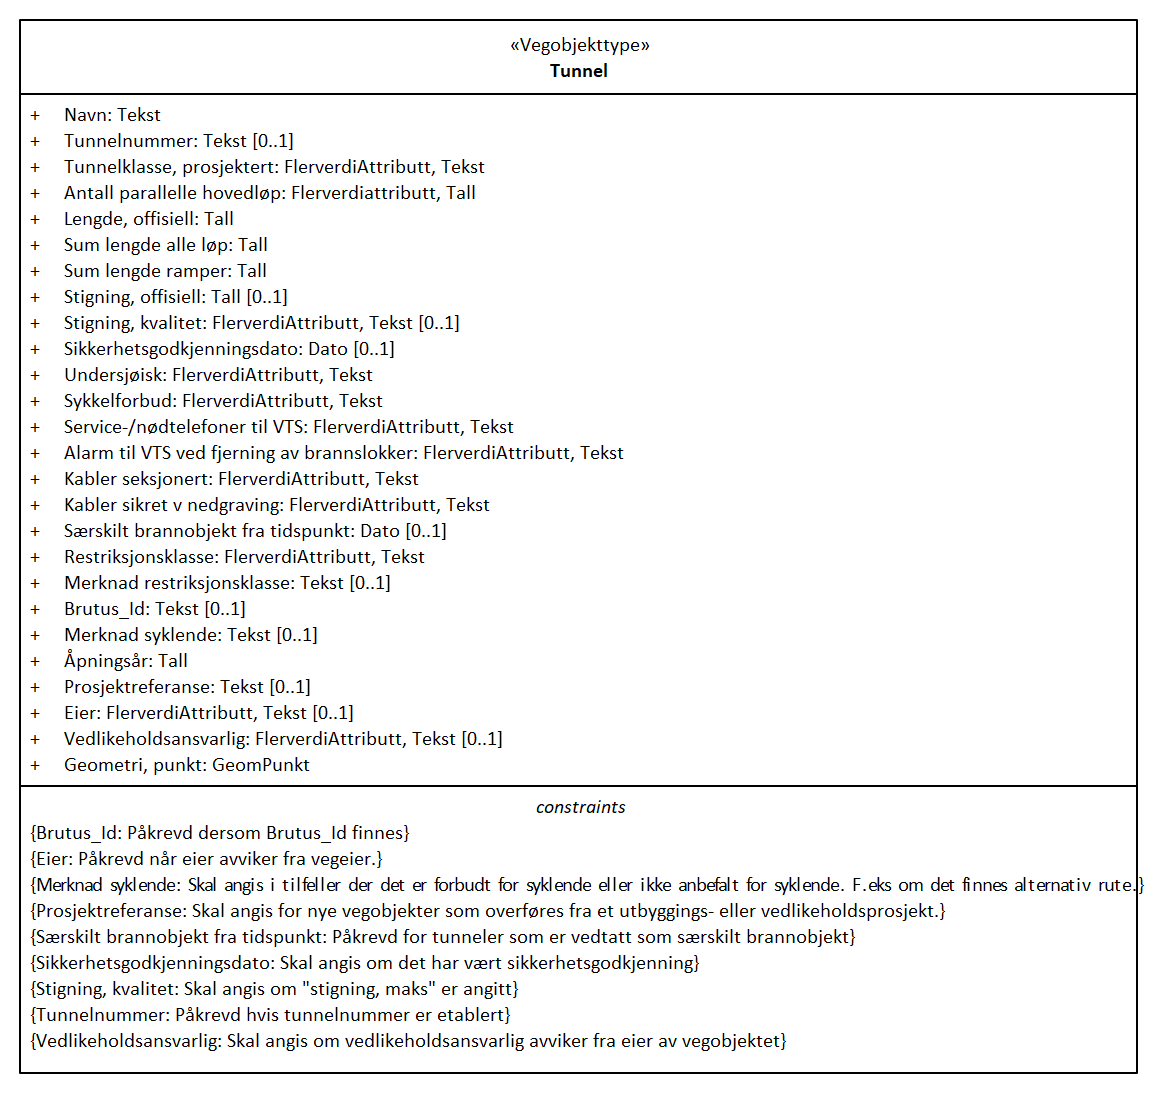 «Vegobjekttype»
Tunnel
+ Navn: Tekst
+ Tunnelnummer: Tekst [0..1]
+ Tunnelklasse, prosjektert: FlerverdiAttributt, Tekst
+ Antall parallelle hovedløp: Flerverdiattributt, Tall
+ Lengde, offisiell: Tall
+ Sum lengde alle løp: Tall
+ Sum lengde ramper: Tall
+ Stigning, offisiell: Tall [0..1]
+ Stigning, kvalitet: FlerverdiAttributt, Tekst [0..1]
+ Sikkerhetsgodkjenningsdato: Dato [0..1]
+ Undersjøisk: FlerverdiAttributt, Tekst
+ Sykkelforbud: FlerverdiAttributt, Tekst
+ Service-/nødtelefoner til VTS: FlerverdiAttributt, Tekst
+ Alarm til VTS ved fjerning av brannslokker: FlerverdiAttributt, Tekst
+ Kabler seksjonert: FlerverdiAttributt, Tekst
+ Kabler sikret v nedgraving: FlerverdiAttributt, Tekst
+ Særskilt brannobjekt fra tidspunkt: Dato [0..1]
+ Restriksjonsklasse: FlerverdiAttributt, Tekst
+ Merknad restriksjonsklasse: Tekst [0..1]
+ Brutus_Id: Tekst [0..1]
+ Merknad syklende: Tekst [0..1]
+ Åpningsår: Tall
+ Prosjektreferanse: Tekst [0..1]
+ Eier: FlerverdiAttributt, Tekst [0..1]
+ Vedlikeholdsansvarlig: FlerverdiAttributt, Tekst [0..1]
+ Geometri, punkt: GeomPunkt
constraints
{Brutus_Id: Påkrevd dersom Brutus_Id finnes}
{Eier: Påkrevd når eier avviker fra vegeier.}
{Merknad syklende: Skal angis i tilfeller der det er forbudt for syklende eller ikke anbefalt for syklende. F.eks om det finnes alternativ rute.}
{Prosjektreferanse: Skal angis for nye vegobjekter som overføres fra et utbyggings- eller vedlikeholdsprosjekt.}
{Særskilt brannobjekt fra tidspunkt: Påkrevd for tunneler som er vedtatt som særskilt brannobjekt}
{Sikkerhetsgodkjenningsdato: Skal angis om det har vært sikkerhetsgodkjenning}
{Stigning, kvalitet: Skal angis om "stigning, maks" er angitt}
{Tunnelnummer: Påkrevd hvis tunnelnummer er etablert}
{Vedlikeholdsansvarlig: Skal angis om vedlikeholdsansvarlig avviker fra eier av vegobjektet}